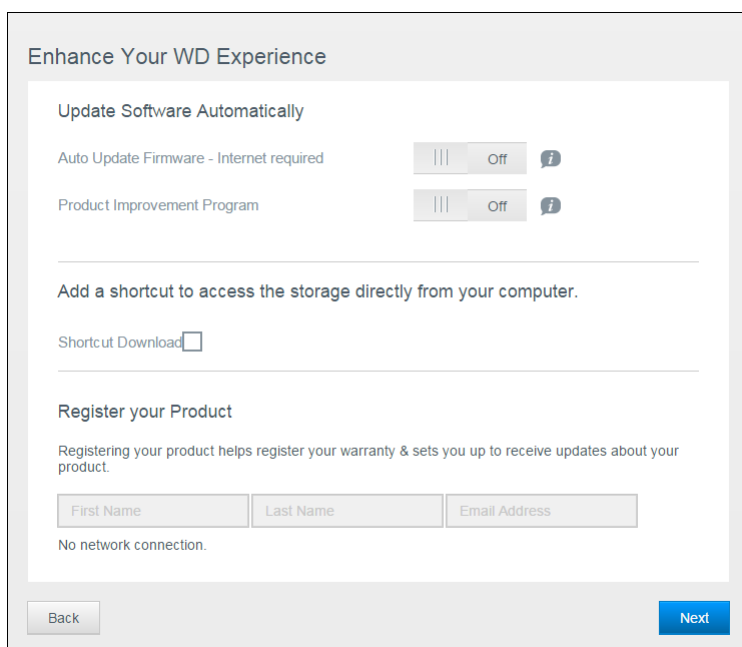 Enhance Your WD Experience
Update Software Automatically
Auto Update Firmware - Internet required
Off
i
Product Improvement Program
Off
i
Add a shortcut to access the storage directly from your computer.
Shortcut Download
Register your Product
Registering your product helps register your warranty & sets you up to receive updates about your
product.
First Name
Last Name
Email Address
No network connection.
Back
Next